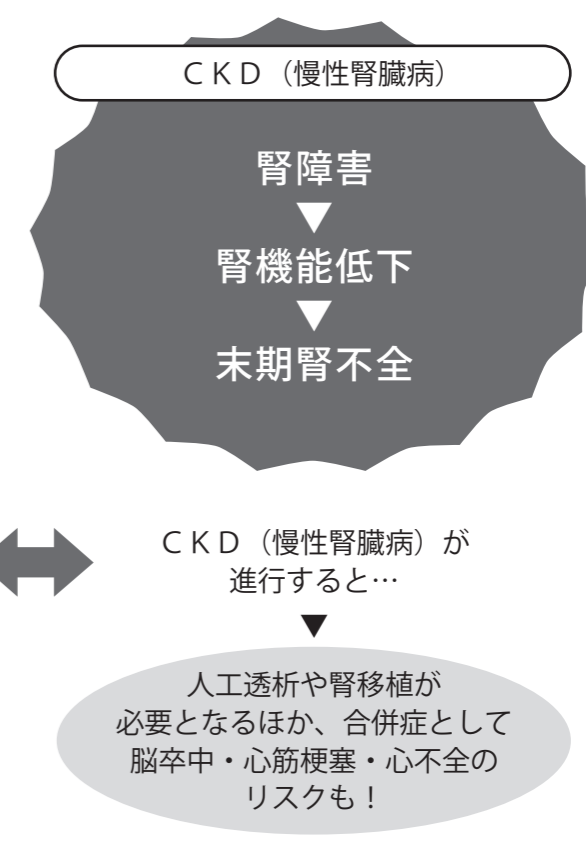 ＣＫＤ（慢性腎臓病）
腎障害
▼
腎機能低下
▼
末期腎不全
ＣＫＤ（慢性腎臓病）が
進行すると…
▼
人工透析や腎移植が
必要となるほか、合併症として
脳卒中・心筋梗塞・心不全の
リスクも！